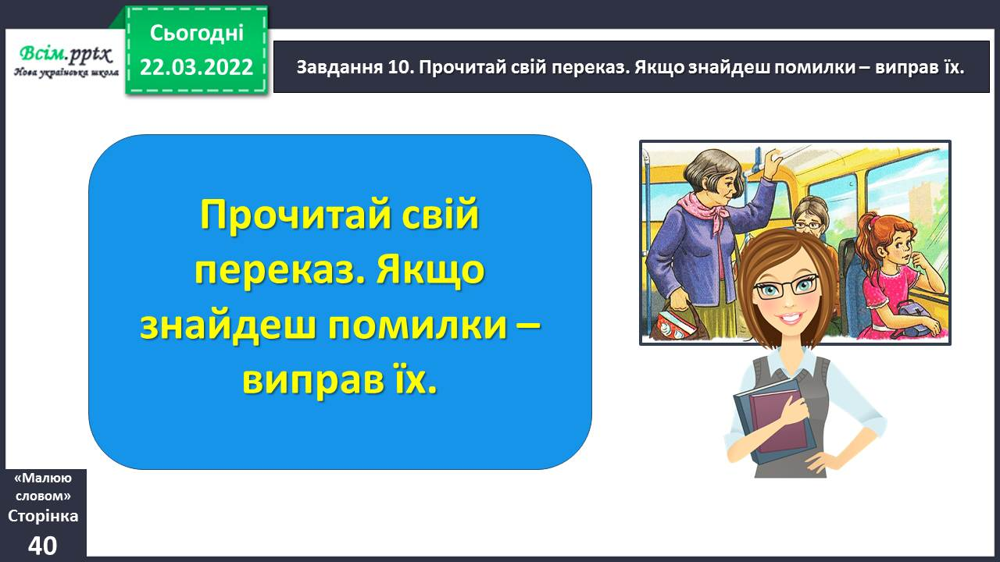 Всім.pptx
Нова українська школа
Сьогодні
22.03.2022
Завдання 10. Прочитай свій переказ. Якщо знайдеш помилки – виправ їх.
Прочитай свій
переказ. Якщо
знайдеш помилки –
виправ їх.
«Малюю
словом»
Сторінка
40